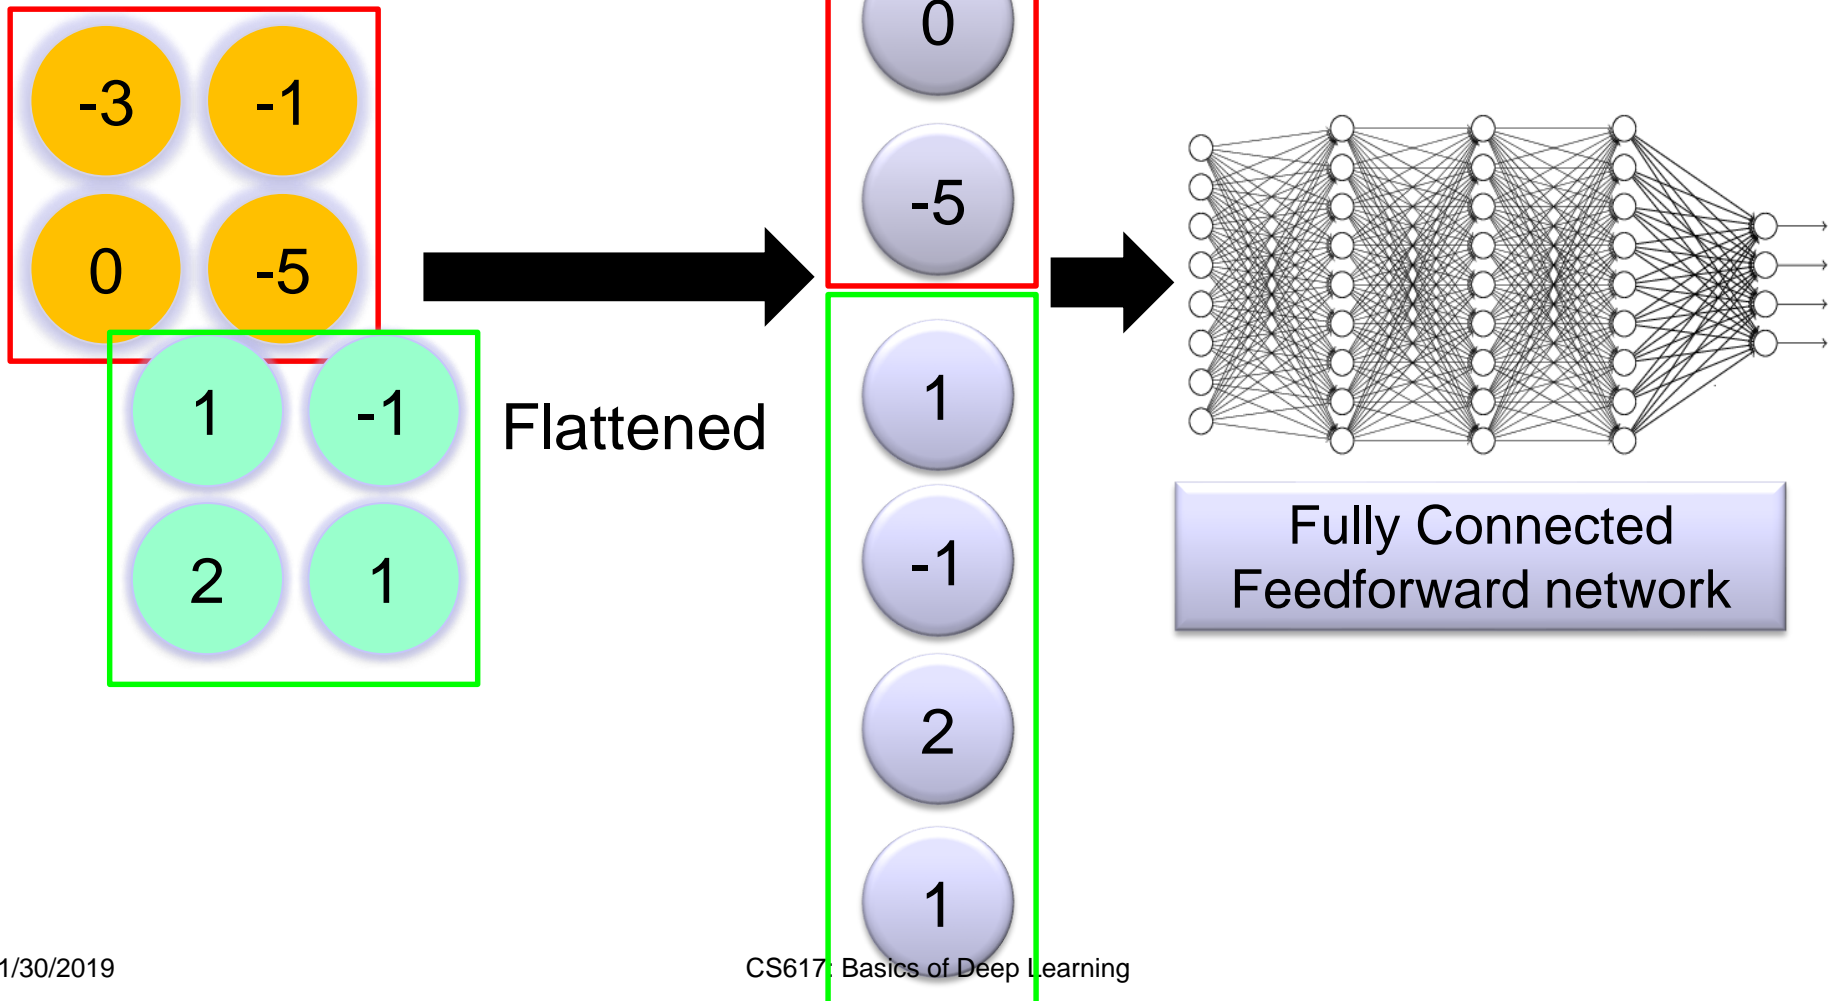 -3 -1
0 -5
1 -1
2 1
Flattened
0
-5
1
-1
2
1
Fully Connected
Feedforward network
1/30/2019
CS617: Basics of Deep Learning